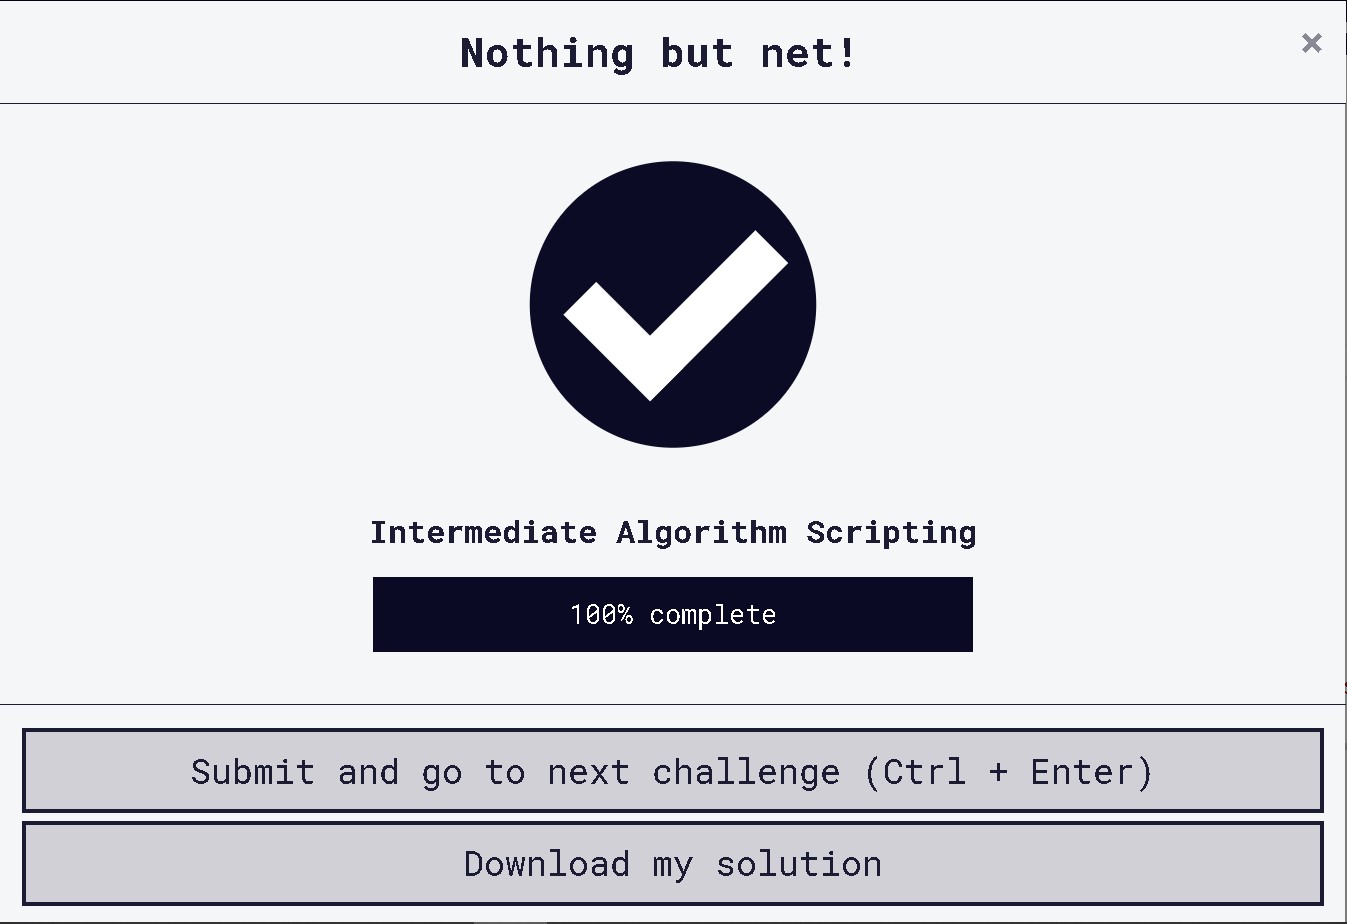 Nothing but net!
×
Intermediate Algorithm Scripting
100% complete
Submit and go to next challenge (Ctrl + Enter)
Download my solution